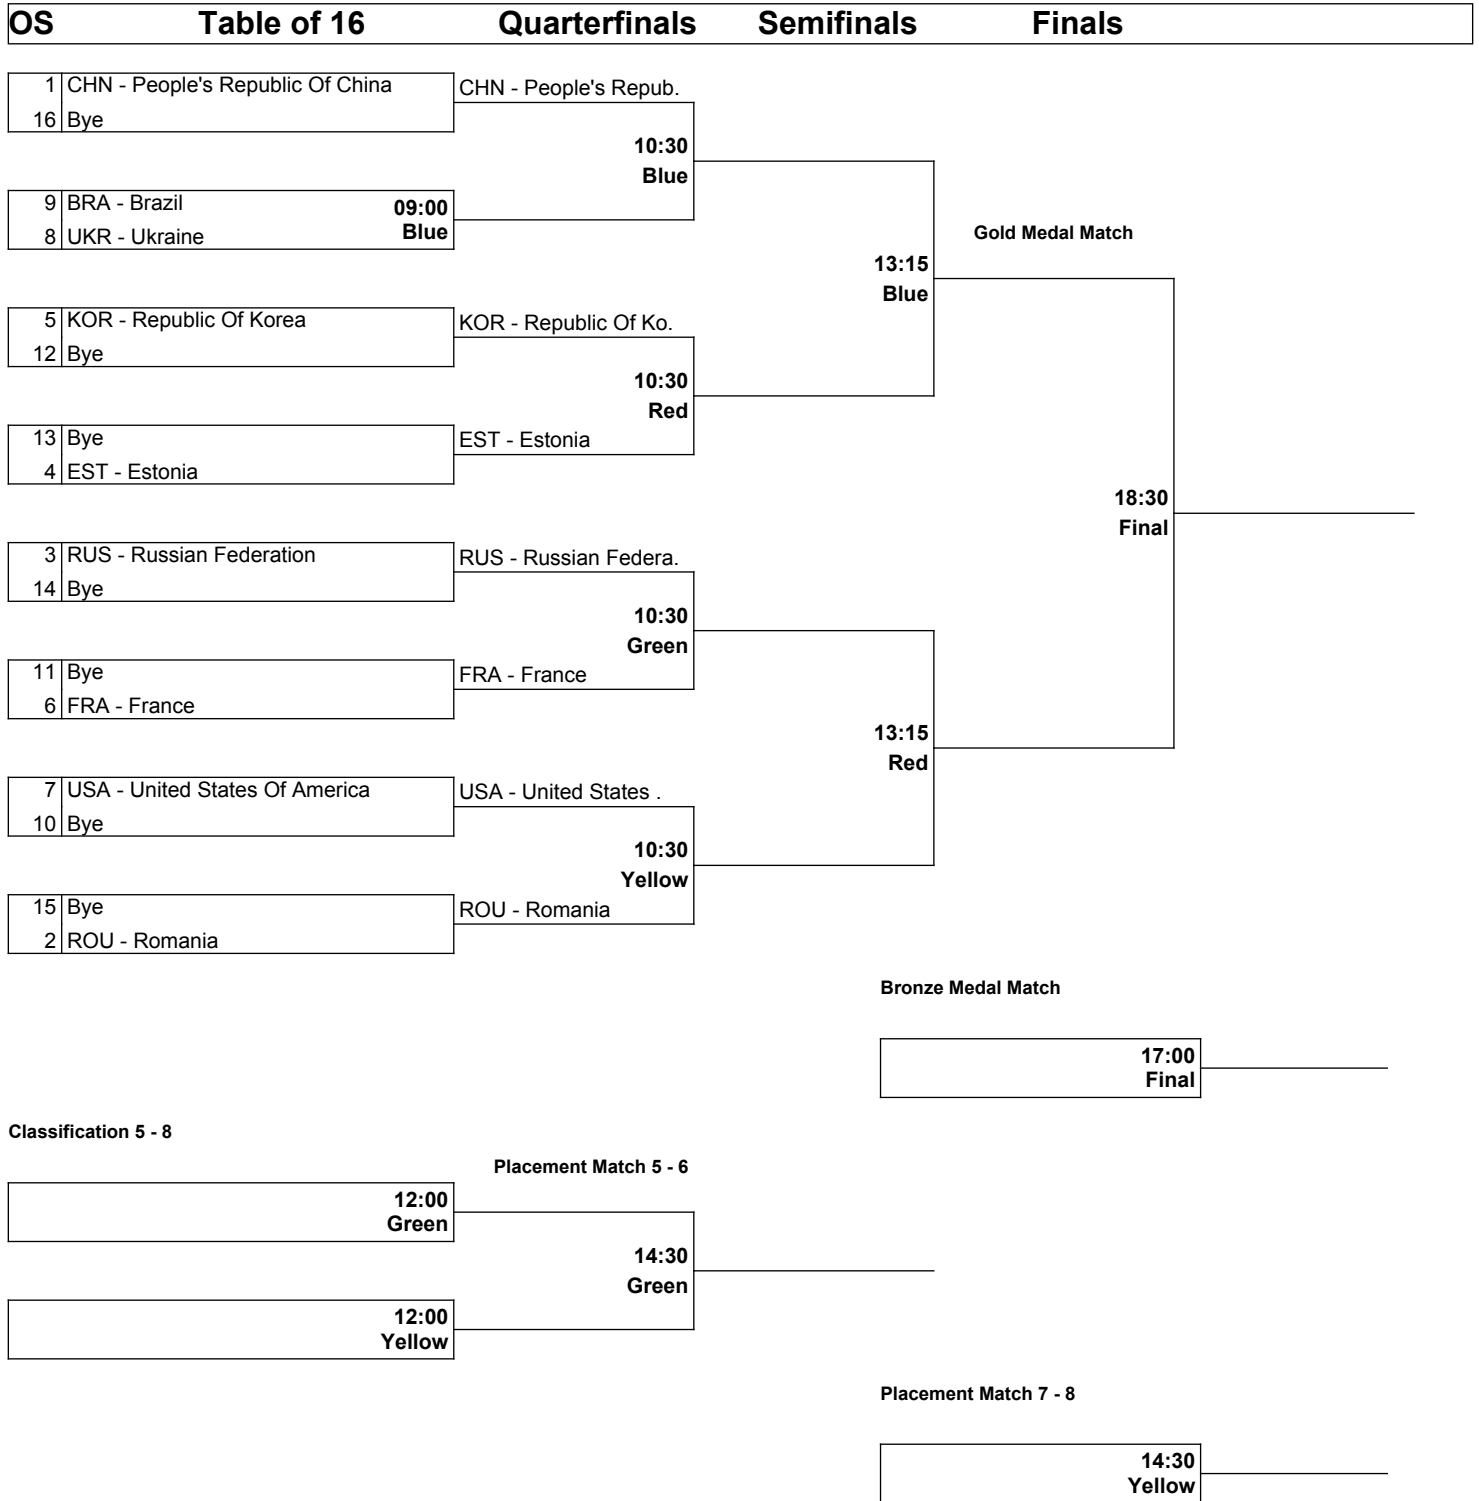 OS Table of 16 Quarterfinals Semifinals Finals
1 CHN - People's Republic Of China
CHN - People's Repub.
16 Bye
10:30
Blue
9 BRA - Brazil
09:00
8 UKR - Ukraine
Blue
Gold Medal Match
13:15
Blue
5 KOR - Republic Of Korea
KOR - Republic Of Ko.
12 Bye
10:30
Red
13 Bye
EST - Estonia
4 EST - Estonia
18:30
Final
3 RUS - Russian Federation
RUS - Russian Federa.
14 Bye
10:30
Green
11 Bye
FRA - France
6 FRA - France
13:15
Red
7 USA - United States Of America
USA - United States .
10 Bye
10:30
Yellow
15 Bye
ROU - Romania
2 ROU - Romania
Bronze Medal Match
17:00
Final
Classification 5 - 8
Placement Match 5 - 6
12:00
Green
14:30
Green
12:00
Yellow
Placement Match 7 - 8
14:30
Yellow